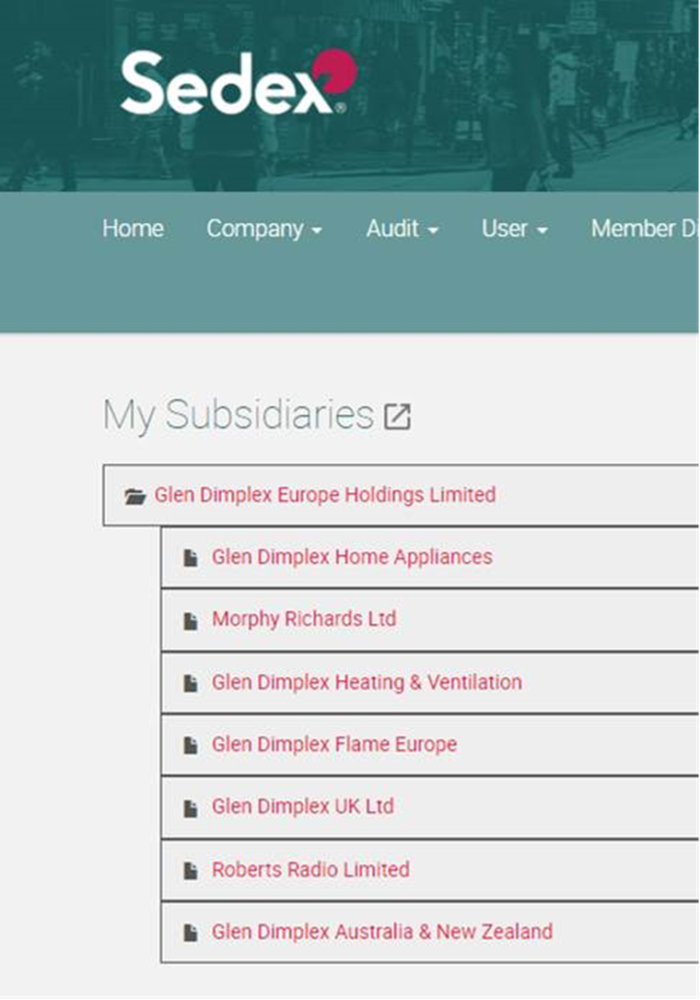 Sedex®
Home Company Audit User Member Di
My Subsidiaries
Glen Dimplex Europe Holdings Limited
Glen Dimplex Home Appliances
Morphy Richards Ltd
Glen Dimplex Heating & Ventilation
Glen Dimplex Flame Europe
Glen Dimplex UK Ltd
Roberts Radio Limited
Glen Dimplex Australia & New Zealand